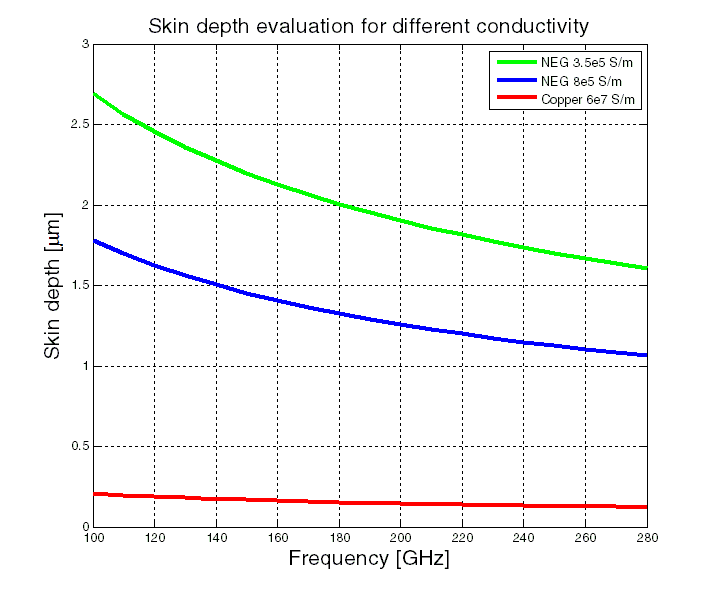 Skin depth evaluation for different conductivity
NEG 3.5e5 S/m
NEG 8e5 S/m
Copper 6e7 S/m
3
2.5
2
1.5
1
0.5
0
Skin depth [µm]
100 120 140 160 180 200 220 240 260 280
Frequency [GHz]